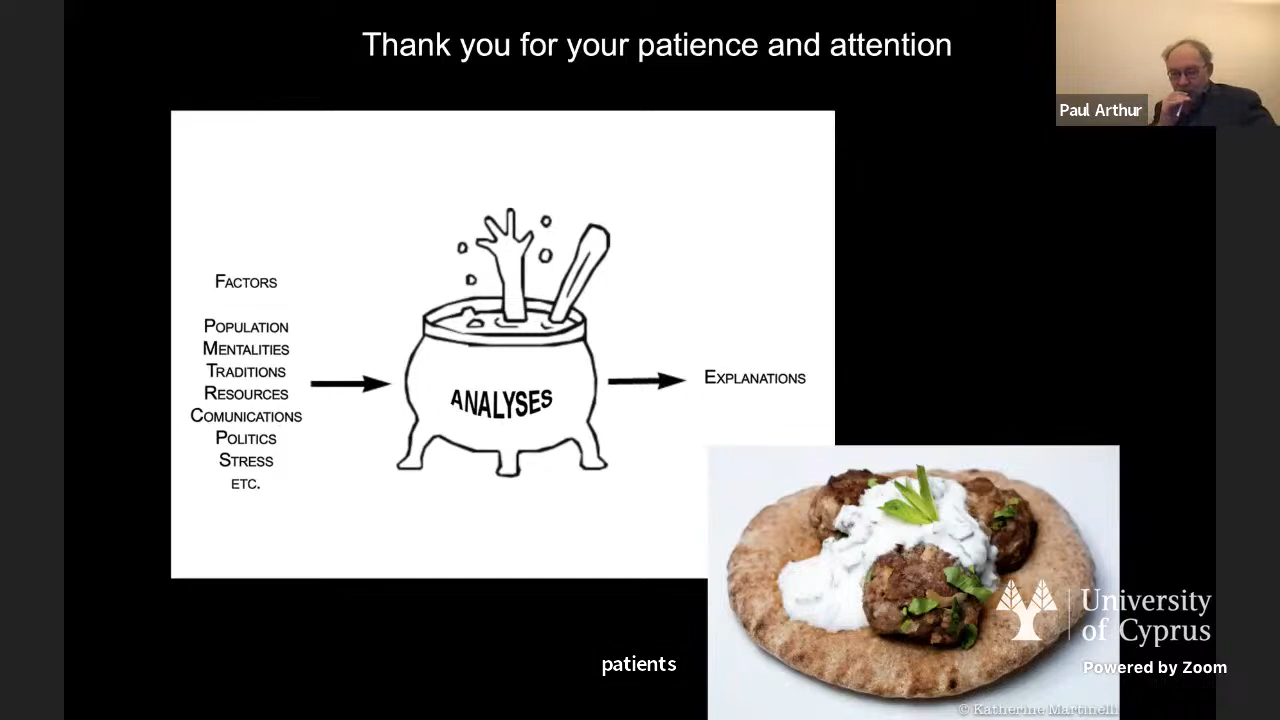 Thank you for your patience and attention
Paul Arthur
FACTORS
POPULATION
MENTALITIES
TRADITIONS
RESOURCES
COMUNICATIONS
POLITICS
STRESS
ETC.
ANALYSES
EXPLANATIONS
University
of Cyprus
patients
Powered by Zoom
© Katherine Martinelli